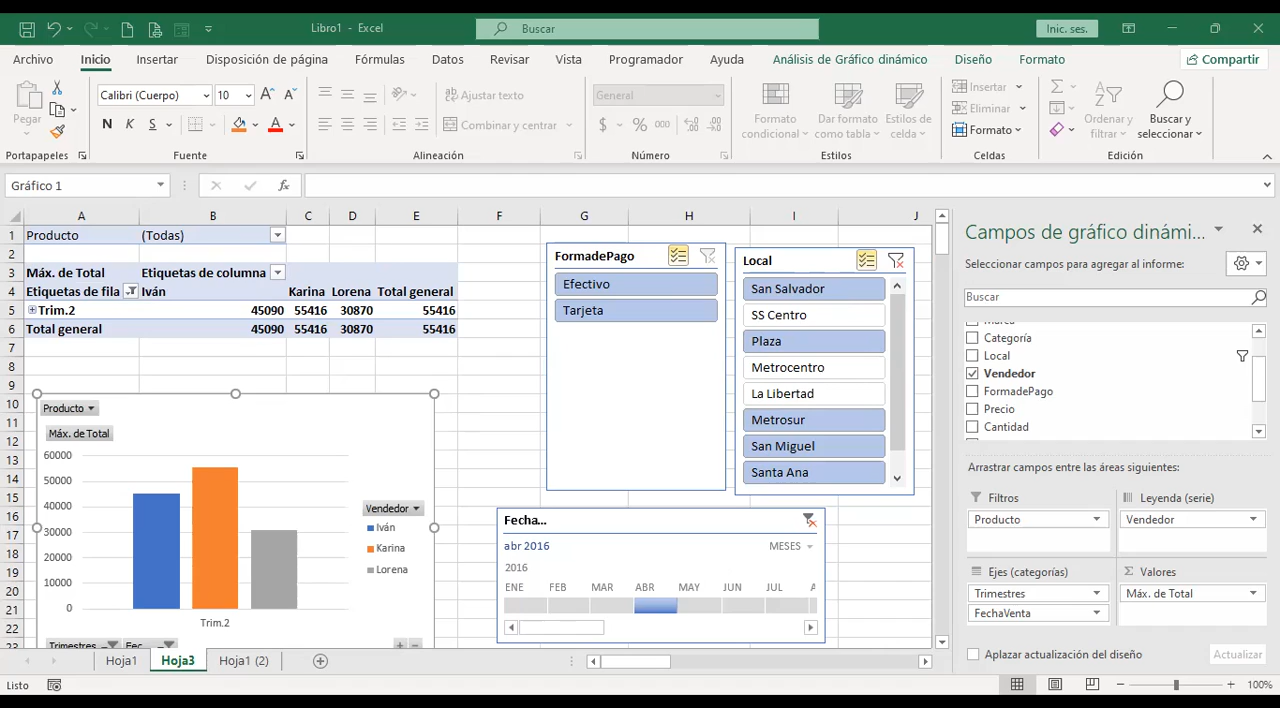 Libro1 - Excel
Buscar
Inic. ses.
Archivo Inicio Insertar Disposición de página Fórmulas Datos Revisar Vista Programador Ayuda Análisis de Gráfico dinámico Diseño Formato Compartir
Pegar
Calibri (Cuerpo) 10
N K S
Ajustar texto
Combinar y centrar
General
$ % 000
Formato condicional
Dar formato como tabla
Estilos de celda
Insertar
Eliminar
Formato
Ordenar y filtrar
Buscar y seleccionar
Portapapeles Fuente Alineación Número Estilos Celdas Edición
Gráfico 1
fx
A B C D E F G H I J
1 Producto (Todas)
2
3 Máx. de Total Etiquetas de columna
4 Etiquetas de fila Iván Karina Lorena Total general
5 Trim.2 45090 55416 30870 55416
6 Total general 45090 55416 30870 55416
7
8
9
10
11
12
13
14
15
16
17
18
19
20
21
22
23
Producto
Máx. de Total
60000
50000
40000
30000
20000
10000
0
Trim.2
Vendedor
Iván
Karina
Lorena
Trimestres
Fec...
FormadePago
Efectivo
Tarjeta
Local
San Salvador
SS Centro
Plaza
Metrocentro
La Libertad
Metrosur
San Miguel
Santa Ana
Fecha...
abr 2016 MESES
2016
ENE FEB MAR ABR MAY JUN JUL A
Campos de gráfico dinámi...
Seleccionar campos para agregar al informe:
Buscar
Marca
Categoría
Local
Vendedor
FormadePago
Precio
Cantidad
Arrastrar campos entre las áreas siguientes:
Filtros
Producto
Leyenda (serie)
Vendedor
Ejes (categorías)
Trimestres
FechaVenta
Σ Valores
Máx. de Total
Aplazar actualización del diseño Actualizar
Hoja1 Hoja3 Hoja1 (2)
Listo
100%